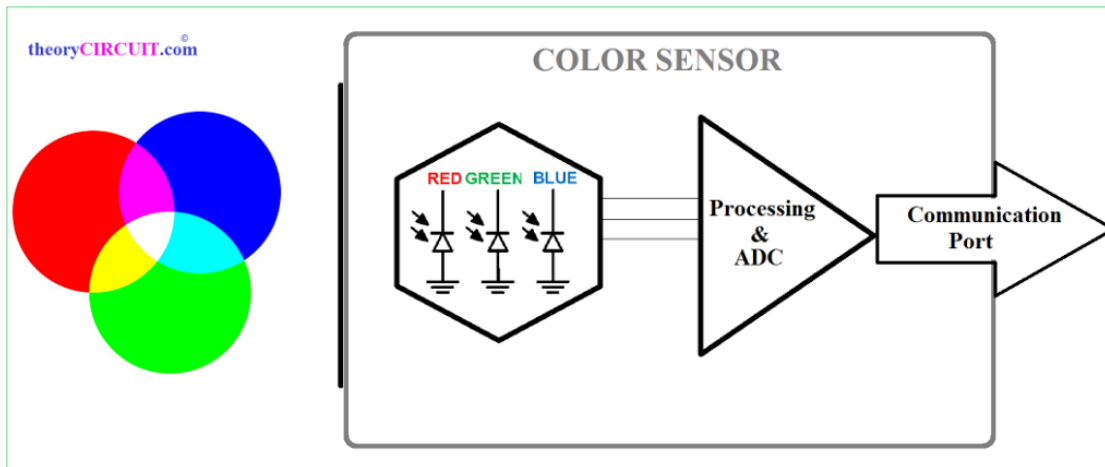 ©
theoryCIRCUIT.com
COLOR SENSOR
RED GREEN BLUE
Processing
&
ADC
Communication
Port